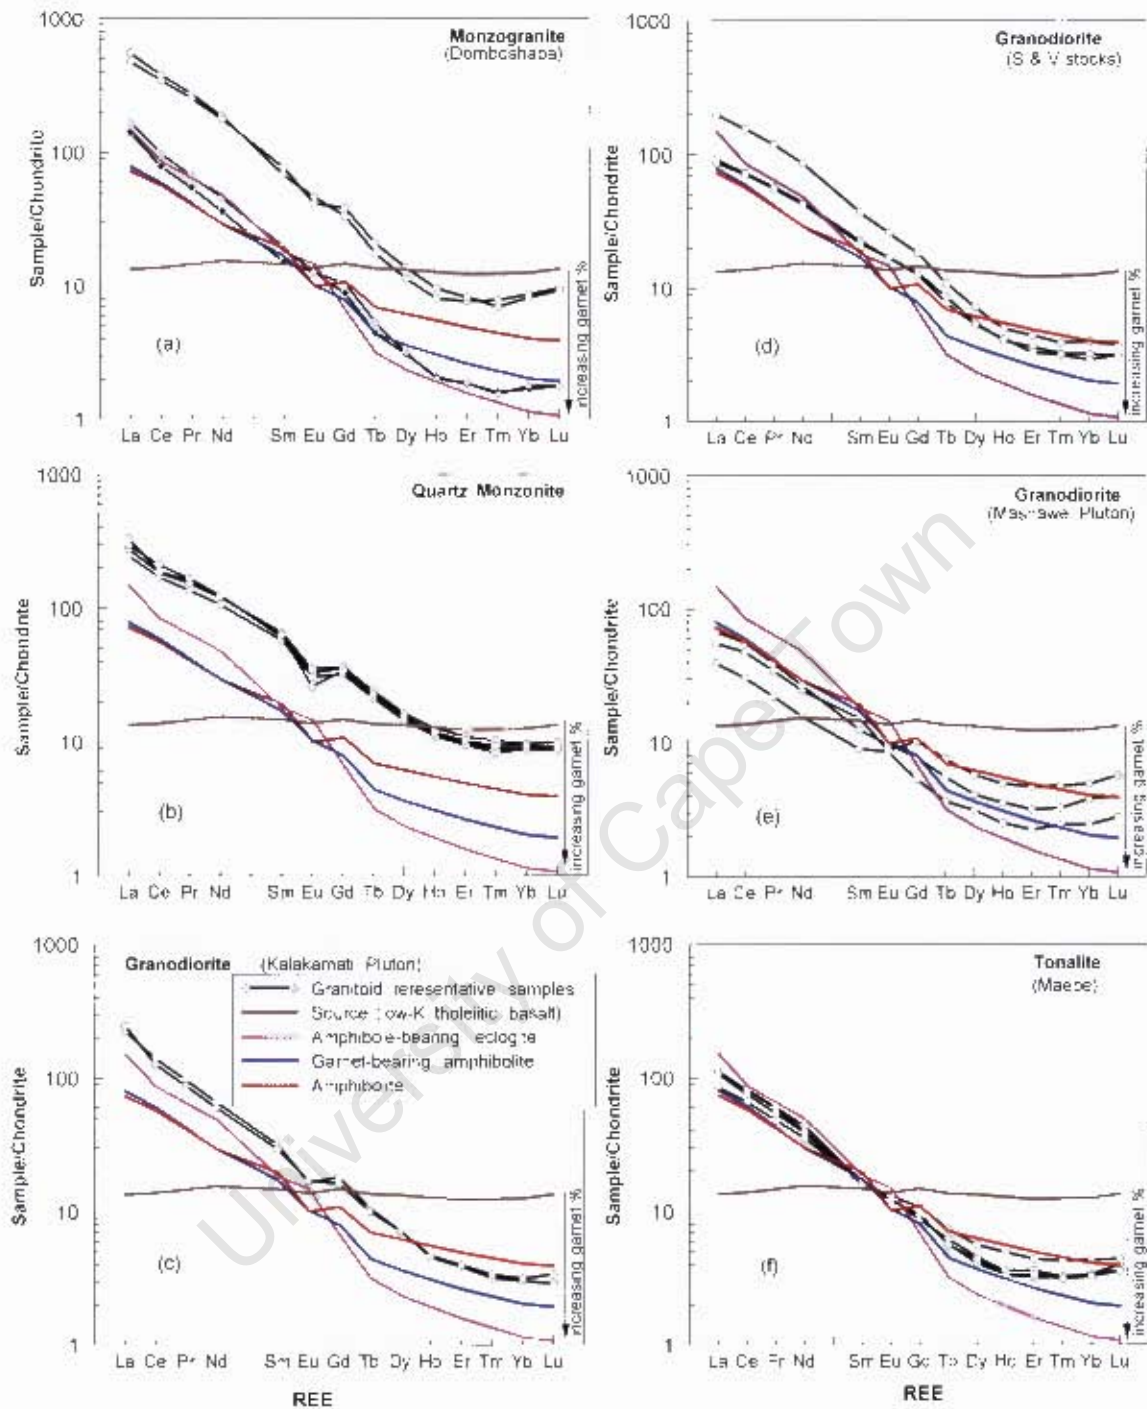 1000
Monzogranite
(Domboshaba)
Sample/Chondrite
100
10
(a)
increasing garnet %
1
La Ce Pr Nd Sm Eu Gd Tb Dy Ho Er Tm Yb Lu
1000
Granodiorite
(S & V stocks)
Sample/Chondrite
100
10
(d)
increasing garnet %
1
La Ce Pr Nd Sm Eu Gd Tb Dy Ho Er Tm Yb Lu
1000
Quartz Monzonite
Sample/Chondrite
100
10
(b)
increasing garnet %
1
La Ce Pr Nd Sm Eu Gd Tb Dy Ho Er Tm Yb Lu
1000
Granodiorite
(Mashawe Pluton)
Sample/Chondrite
100
10
(e)
increasing garnet %
1
La Ce Pr Nd Sm Eu Gd Tb Dy Ho Er Tm Yb Lu
1000
Granodiorite (Kalakamati Pluton)
Granitoid representative samples
Source (low-K tholeiitic basalt)
Amphibole-bearing eclogite
Garnet-bearing amphibolite
Amphibolite
Sample/Chondrite
100
10
(c)
increasing garnet %
1
La Ce Pr Nd Sm Eu Gd Tb Dy Ho Er Tm Yb Lu
REE
1000
Tonalite
Sample/Chondrite
100
10
(f)
increasing garnet %
1
La Ce Pr Nd Sm Eu Gd Tb Dy Ho Er Tm Yb Lu
REE
University of Cape Town